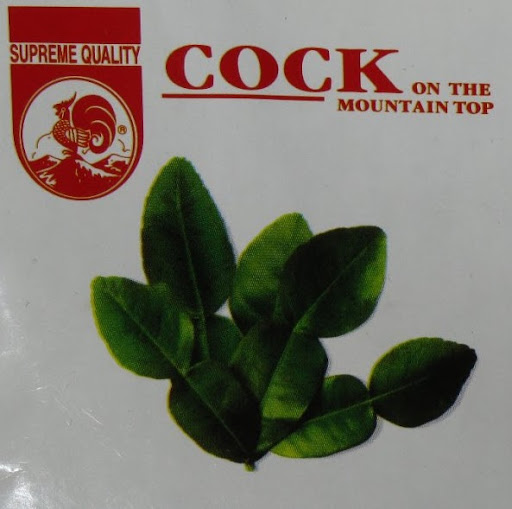 SUPREME QUALITY
®
COCK
ON THE
MOUNTAIN TOP